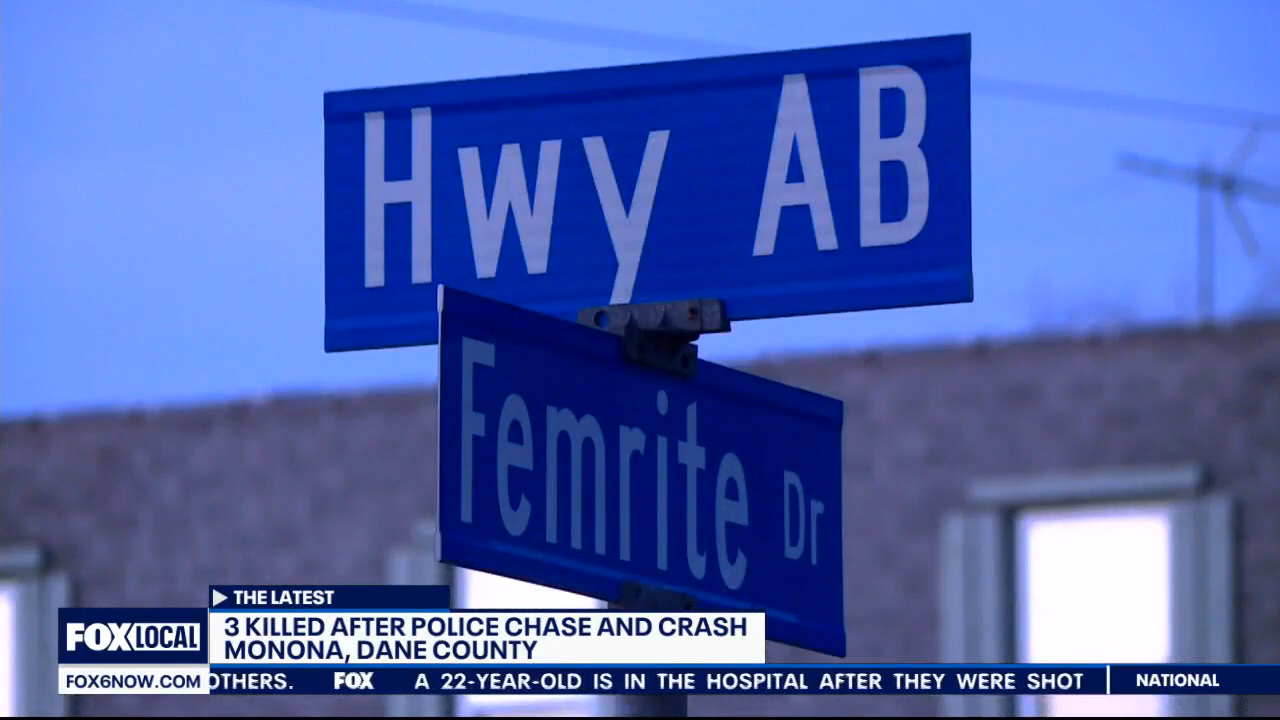 Hwy AB
Femrite Dr
THE LATEST
FOX LOCAL
3 KILLED AFTER POLICE CHASE AND CRASH
MONONA, DANE COUNTY
FOX6NOW.COM OTHERS. FOX A 22-YEAR-OLD IS IN THE HOSPITAL AFTER THEY WERE SHOT NATIONAL